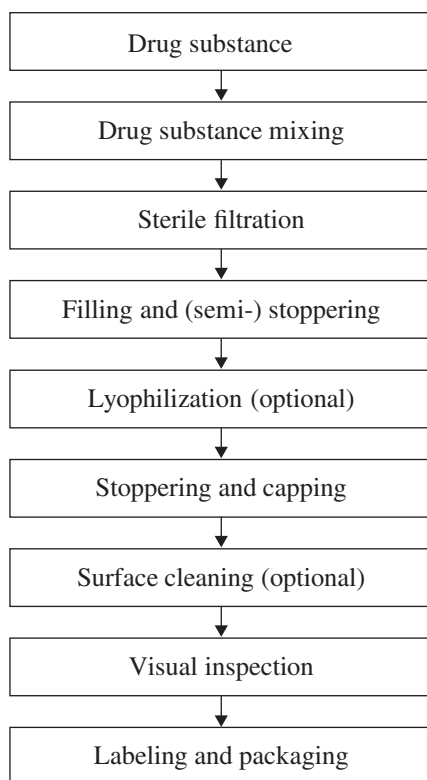 Drug substance
Drug substance mixing
Sterile filtration
Filling and (semi-) stoppering
Lyophilization (optional)
Stoppering and capping
Surface cleaning (optional)
Visual inspection
Labeling and packaging